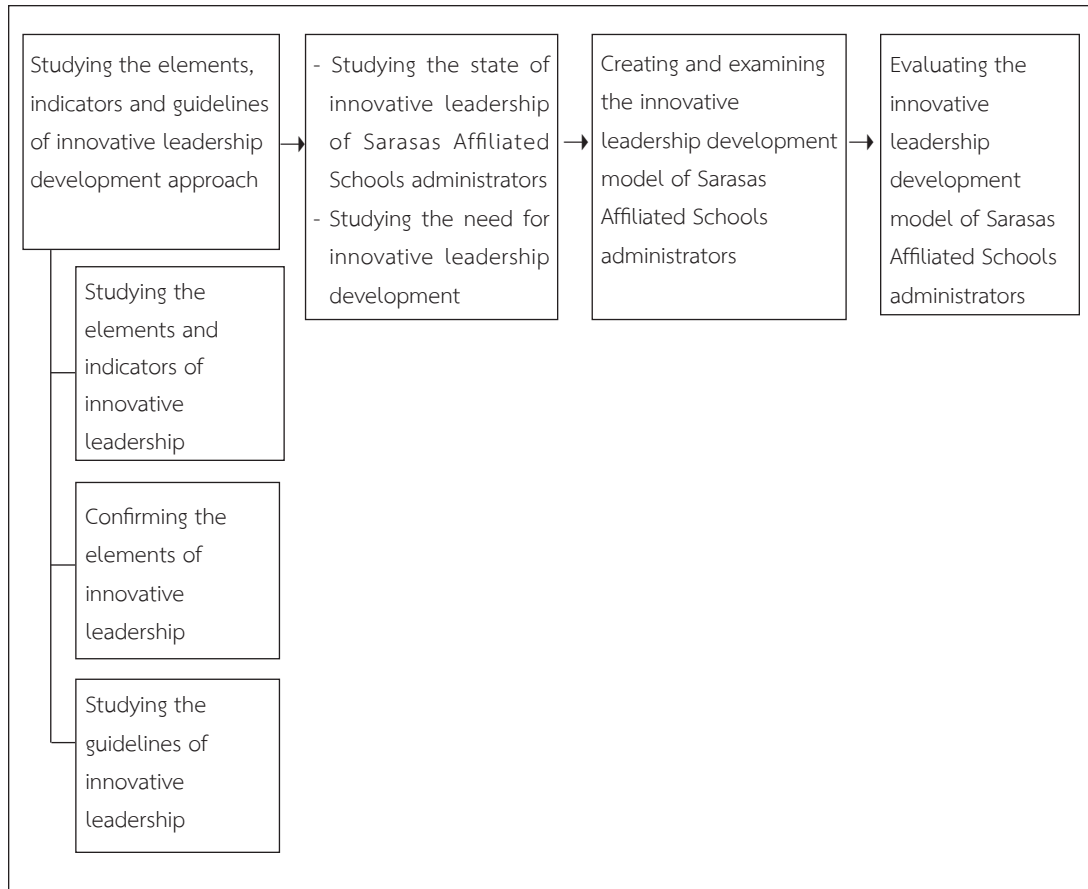 Studying the elements,
indicators and guidelines
of innovative leadership
development approach
- Studying the state of
innovative leadership
of Sarasas Affiliated
Schools administrators
- Studying the need for
innovative leadership
development
Creating and examining
the innovative
leadership development
model of Sarasas
Affiliated Schools
administrators
Evaluating the
innovative
leadership
development
model of Sarasas
Affiliated Schools
administrators
Studying the
elements and
indicators of
innovative
leadership
Confirming the
elements of
innovative
leadership
Studying the
guidelines of
innovative
leadership